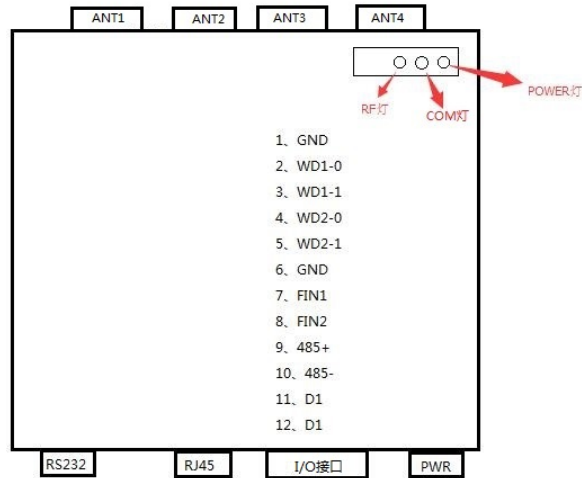 ANT1 ANT2 ANT3 ANT4
RF灯 COM灯 POWER灯
1、GND
2、WD1-0
3、WD1-1
4、WD2-0
5、WD2-1
6、GND
7、FIN1
8、FIN2
9、485+
10、485-
11、D1
12、D1
RS232 RJ45 I/O接口 PWR